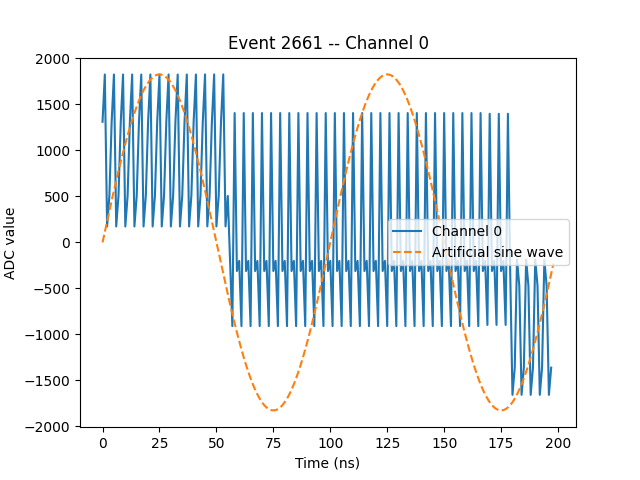 Event 2661 -- Channel 0
2000
1500
1000
500
0
−500
−1000
−1500
−2000
ADC value
Channel 0
Artificial sine wave
0 25 50 75 100 125 150 175 200
Time (ns)